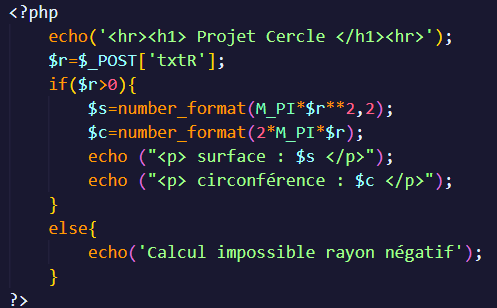 <?php
echo('<hr><h1> Projet Cercle </h1><hr>');
$r=$_POST['txtR'];
if($r>0){
$s=number_format(M_PI*$r**2,2);
$c=number_format(2*M_PI*$r);
echo ("<p> surface : $s </p>");
echo ("<p> circonférence : $c </p>");
}
else{
echo('Calcul impossible rayon négatif');
}
?>